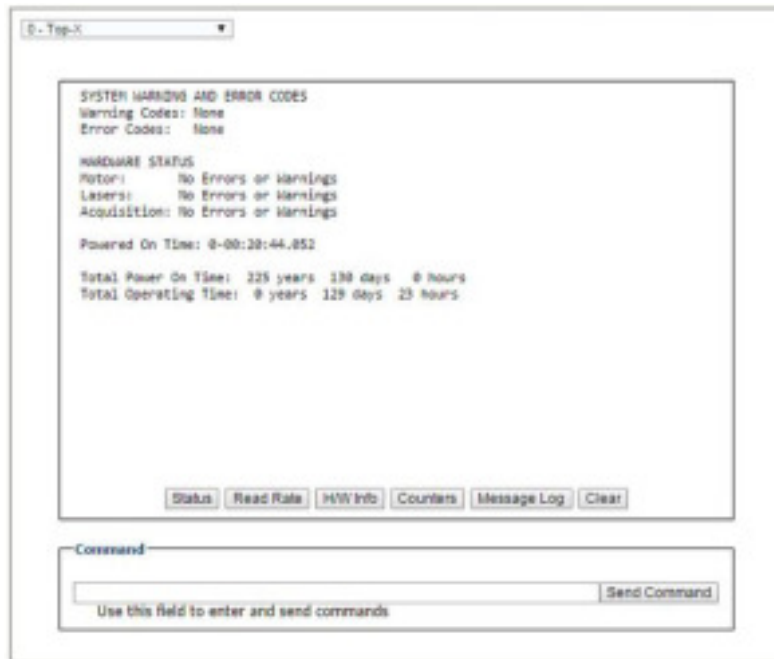 0 - Top-X
SYSTEM WARNING AND ERROR CODES
Warning Codes: None
Error Codes: None
HARDWARE STATUS
Motor: No Errors or Warnings
Lasers: No Errors or Warnings
Acquisition: No Errors or Warnings
Powered On Time: 0-00:20:44.052
Total Power On Time: 225 years 130 days 0 hours
Total Operating Time: 0 years 129 days 23 hours
Status Read Rate H/W Info Counters Message Log Clear
Command
Send Command
Use this field to enter and send commands